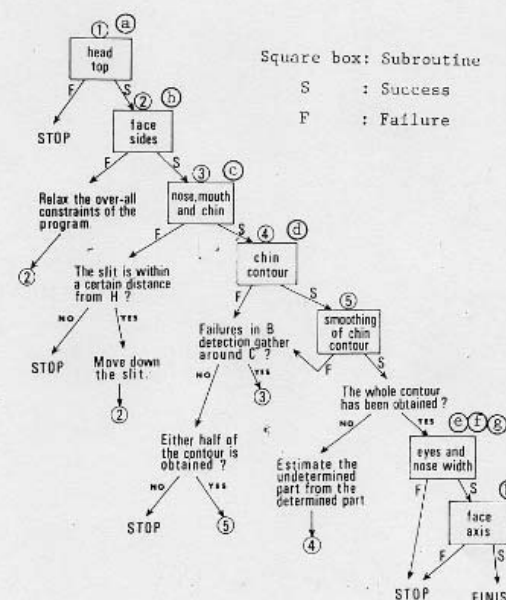 ① ⓐ
head
top
Square box: Subroutine
S : Success
F : Failure
F S
STOP
② ⓗ
face
sides
F S
Relax the over-all
constraints of the
program.
②
③ ⓒ
nose, mouth
and chin
F S
The slit is within
a certain distance
from H ?
NO YES
STOP
Move down
the slit.
②
④ ⓓ
chin
contour
F S
Failures in B
detection gather
around C ?
NO YES
③
⑤
smoothing
of chin
contour
F S
Either half of
the contour is
obtained ?
NO YES
STOP
⑤
The whole contour
has been obtained ?
NO YES
Estimate the
undetermined
part from the
determined part
④
ⓔ ⓕ ⓖ
eyes and
nose width
F S
face
axis
F S
STOP
FINIS